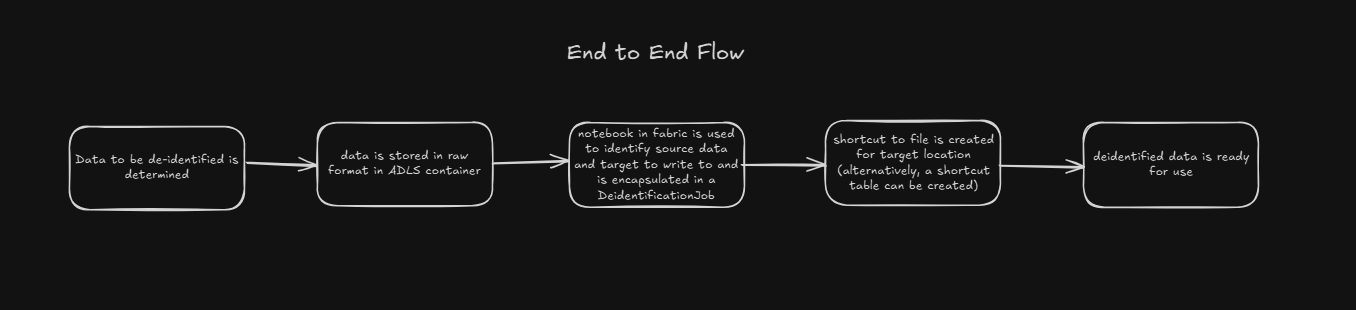 End to End Flow
Data to be de-identified is
determined
data is stored in raw
format in ADLS container
notebook in fabric is used
to identify source data
and target to write to and
is encapsulated in a
DeidentificationJob
shortcut to file is created
for target location
(alternatively, a shortcut
table can be created)
deidentified data is ready
for use